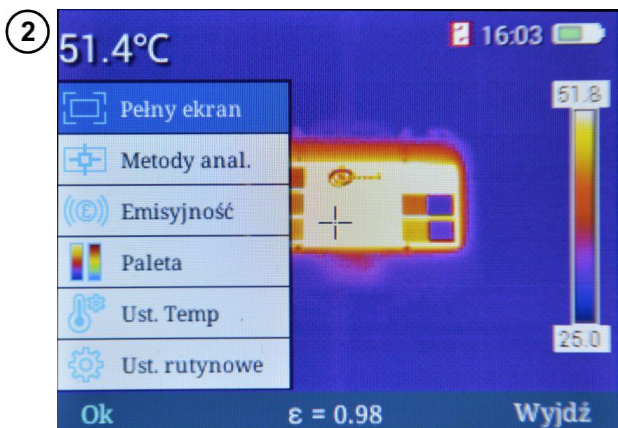 2
51.4°C
16:03
Pełny ekran
Metody anal.
Emisyjność
Paleta
Ust. Temp
Ust. rutynowe
51.8
25.0
Ok
ε = 0.98
Wyjdź